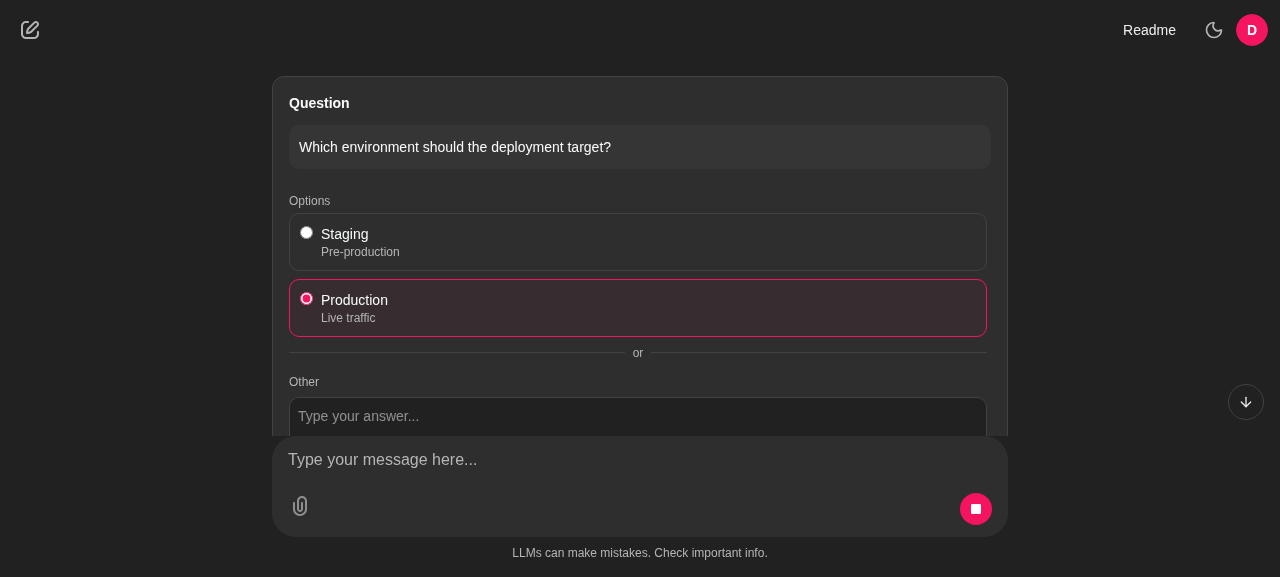 Readme
D
Question
Which environment should the deployment target?
Options
Staging
Pre-production
Production
Live traffic
or
Other
Type your answer...
Type your message here...
LLMs can make mistakes. Check important info.